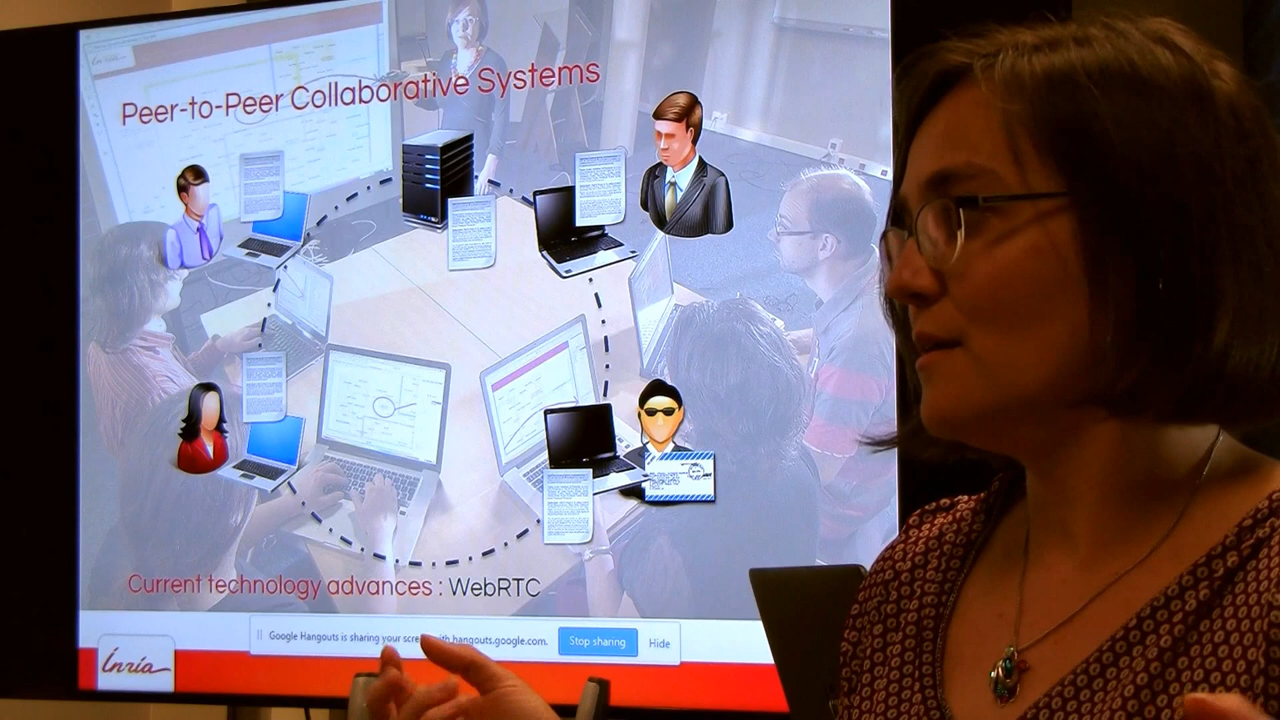 Peer-to-Peer Collaborative Systems
Current technology advances : WebRTC
Google Hangouts is sharing your screen with hangouts.google.com.
Stop sharing
Hide
Inria